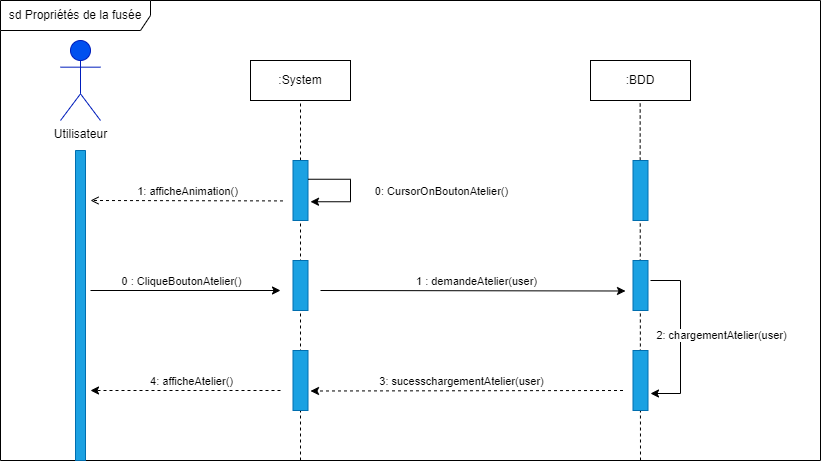 sd Propriétés de la fusée
:System
:BDD
Utilisateur
1: afficheAnimation()
0: CursorOnBoutonAtelier()
0 : CliqueBoutonAtelier()
1 : demandeAtelier(user)
2: chargementAtelier(user)
4: afficheAtelier()
3: sucesschargementAtelier(user)